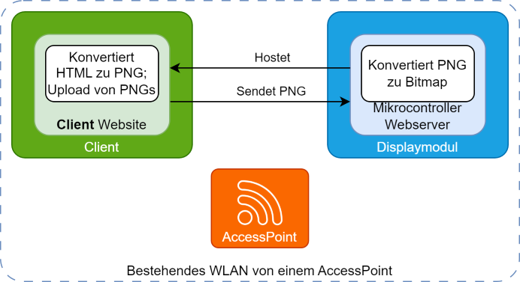 Konvertiert
HTML zu PNG;
Upload von PNGs
Client Website
Client
Hostet
Sendet PNG
Konvertiert PNG
zu Bitmap
Mikrocontroller
Webserver
Displaymodul
AccessPoint
Bestehendes WLAN von einem AccessPoint